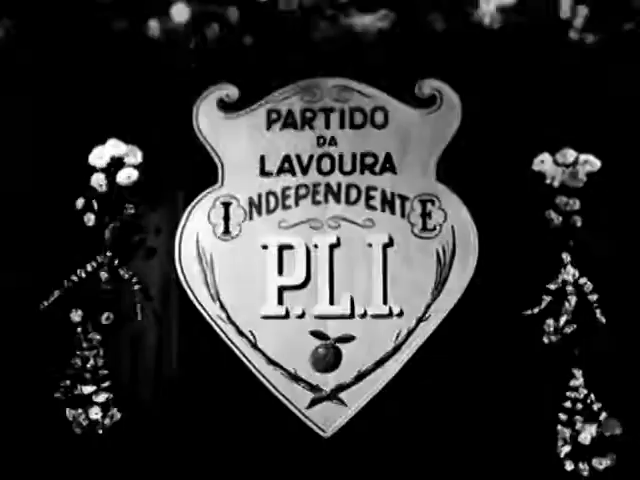 PARTIDO
DA
LAVOURA
INDEPENDENTE
P.L.I.